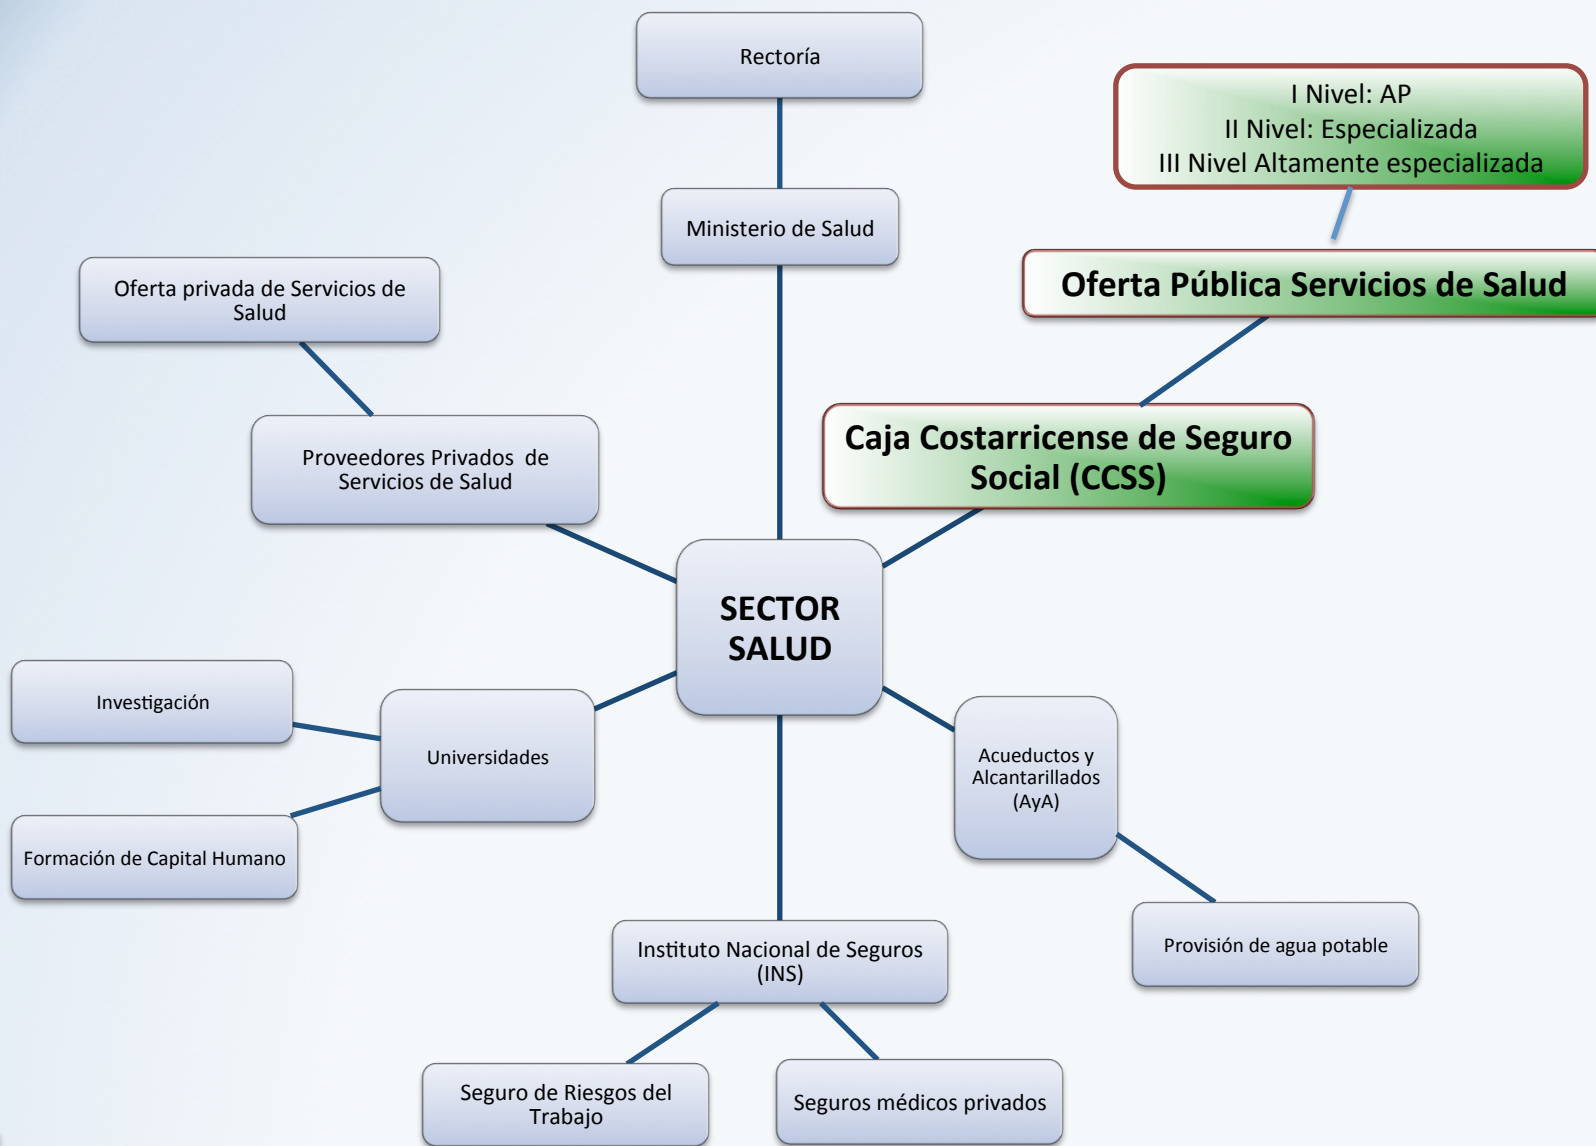 Rectoría
I Nivel: AP
II Nivel: Especializada
III Nivel Altamente especializada
Ministerio de Salud
Oferta privada de Servicios de
Salud
Oferta Pública Servicios de Salud
Proveedores Privados de
Servicios de Salud
Caja Costarricense de Seguro
Social (CCSS)
SECTOR
SALUD
Investigación
Universidades
Acueductos y
Alcantarillados
(AyA)
Formación de Capital Humano
Instituto Nacional de Seguros
(INS)
Provisión de agua potable
Seguro de Riesgos del
Trabajo
Seguros médicos privados